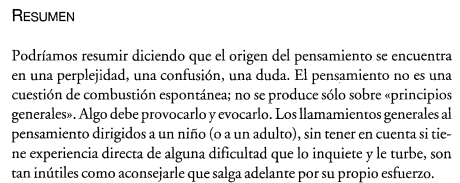 RESUMEN
Podríamos resumir diciendo que el origen del pensamiento se encuentra
en una perplejidad, una confusión, una duda. El pensamiento no es una
cuestión de combustión espontánea; no se produce sólo sobre «principios
generales». Algo debe provocarlo y evocarlo. Los llamamientos generales al
pensamiento dirigidos a un niño (o a un adulto), sin tener en cuenta si tie-
ne experiencia directa de alguna dificultad que lo inquiete y le turbe, son
tan inútiles como aconsejarle que salga adelante por su propio esfuerzo.